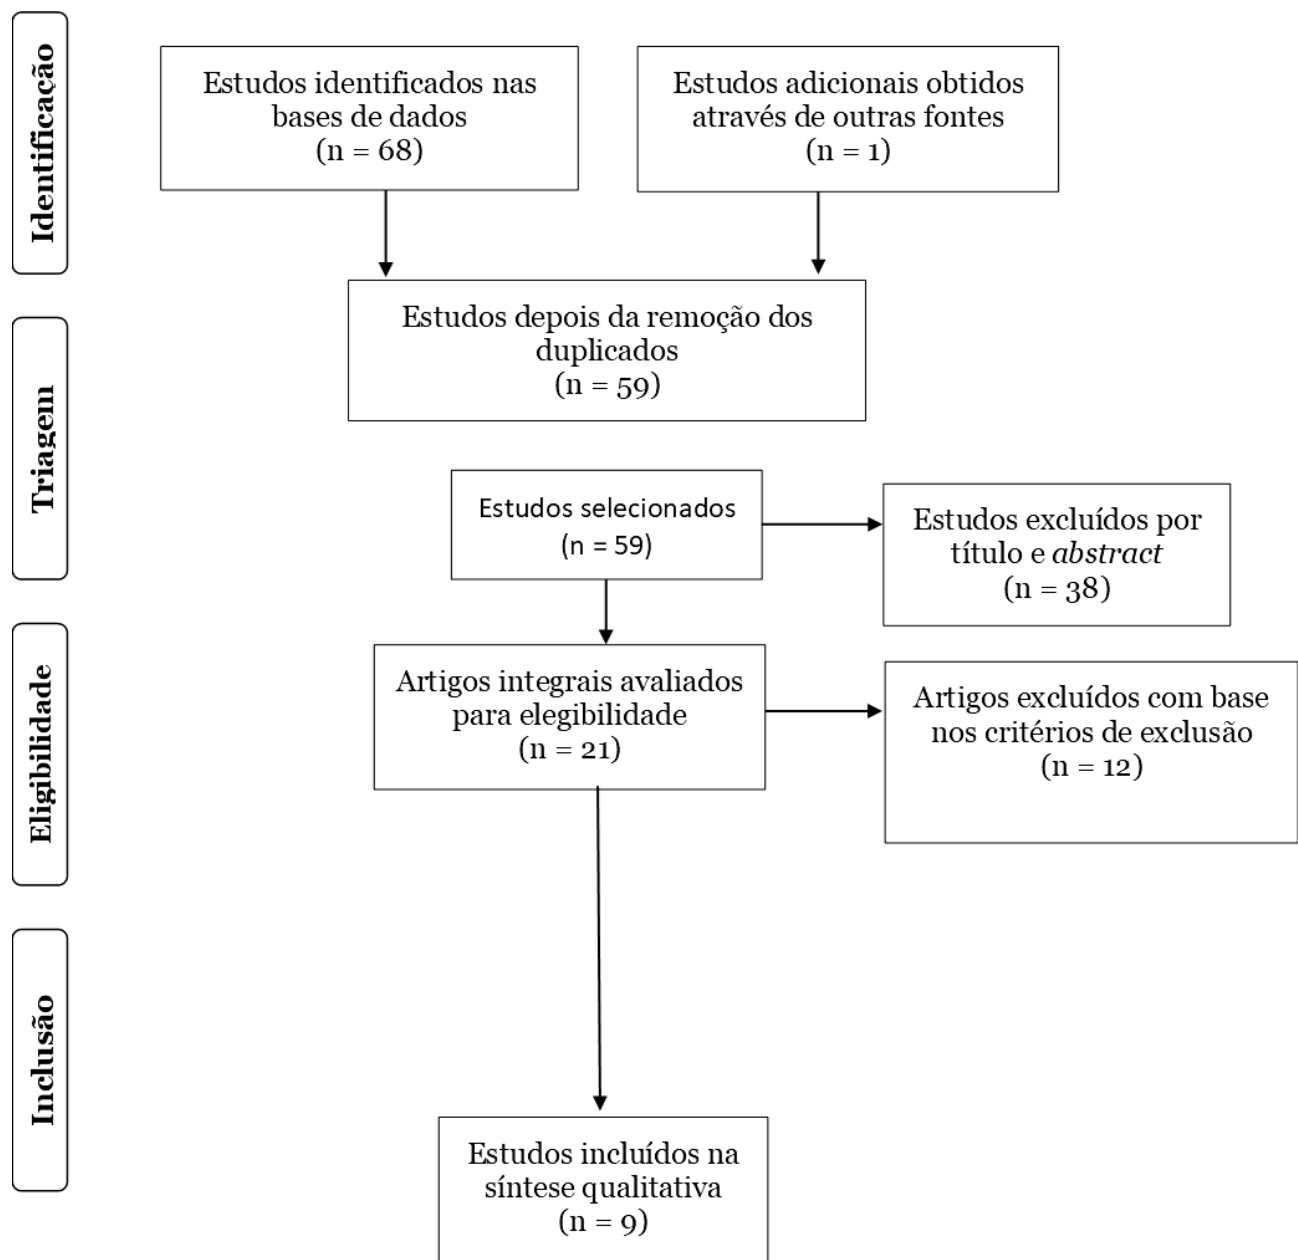 Identificação
Estudos identificados nas
bases de dados
(n = 68)
Estudos adicionais obtidos
através de outras fontes
(n = 1)
Triagem
Estudos depois da remoção dos
duplicados
(n = 59)
Estudos selecionados
(n = 59)
Estudos excluídos por
título e abstract
(n = 38)
Eligibilidade
Artigos integrais avaliados
para elegibilidade
(n = 21)
Artigos excluídos com base
nos critérios de exclusão
(n = 12)
Inclusão
Estudos incluídos na
síntese qualitativa
(n = 9)